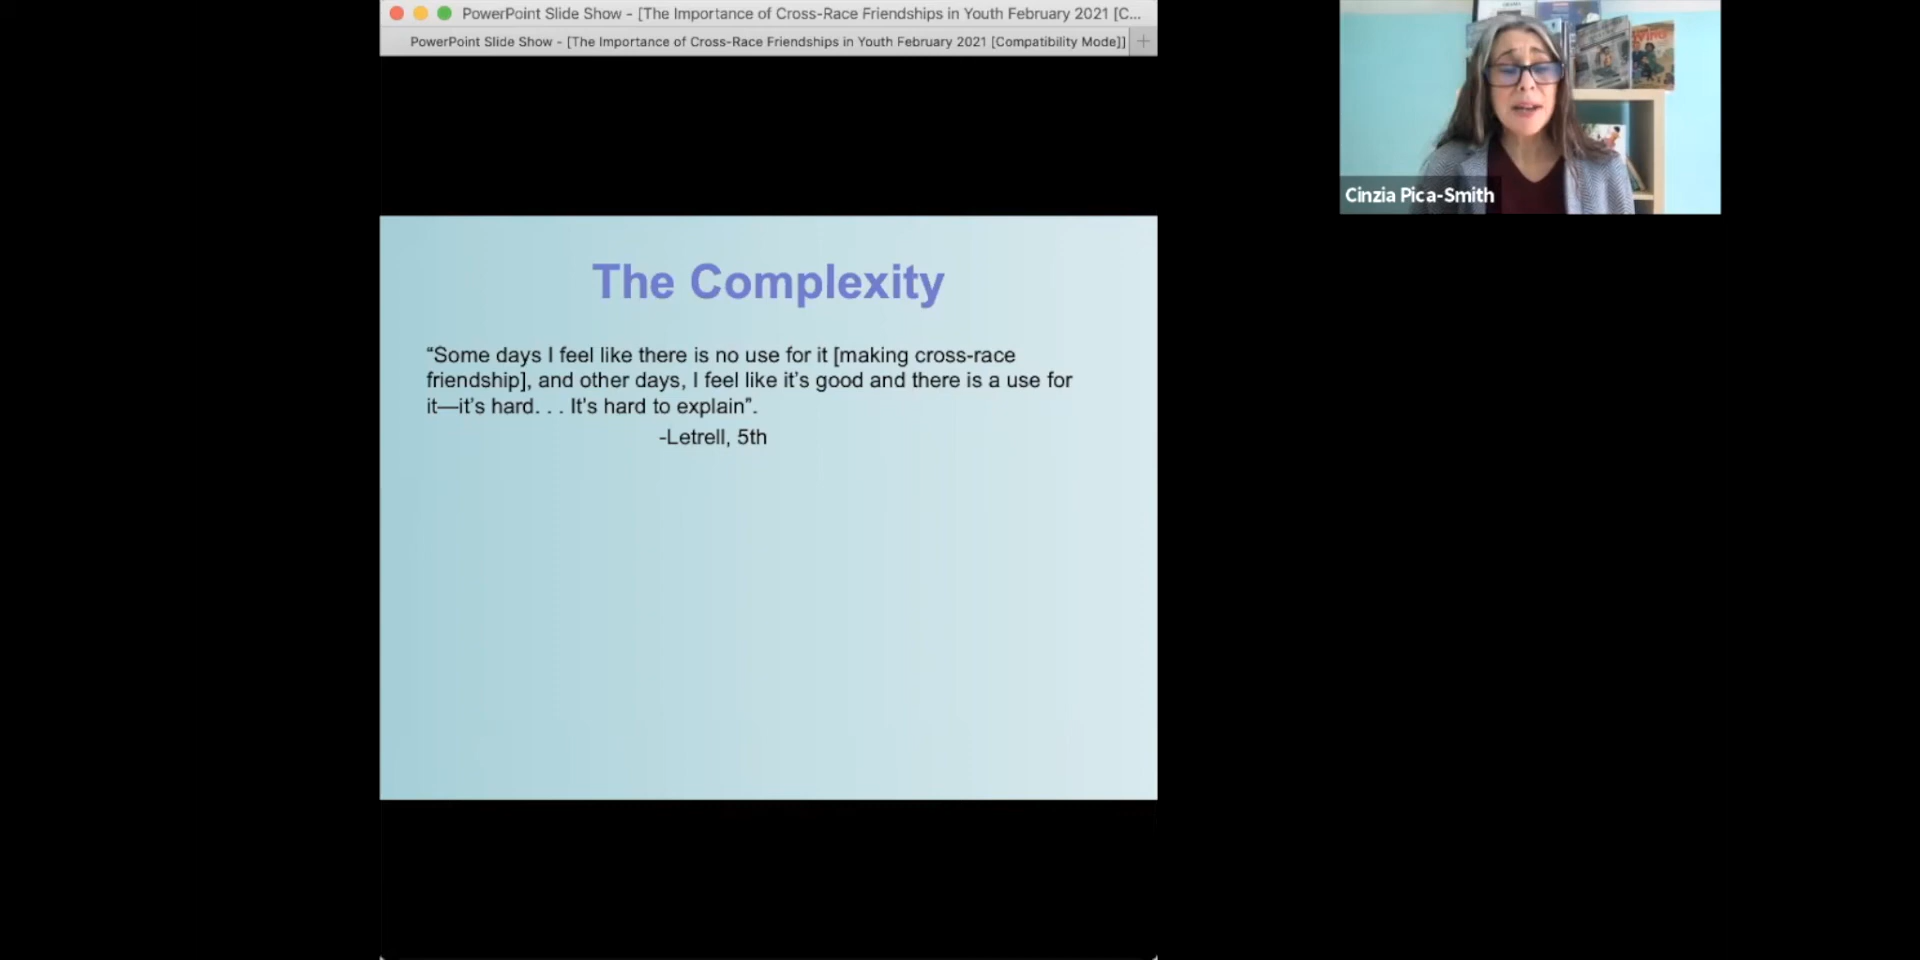 PowerPoint Slide Show - [The Importance of Cross-Race Friendships in Youth February 2021 [C...
PowerPoint Slide Show - [The Importance of Cross-Race Friendships in Youth February 2021 [Compatibility Mode]]
The Complexity
“Some days I feel like there is no use for it [making cross-race
friendship], and other days, I feel like it’s good and there is a use for
it—it’s hard. . . It’s hard to explain”.
-Letrell, 5th
Cinzia Pica-Smith